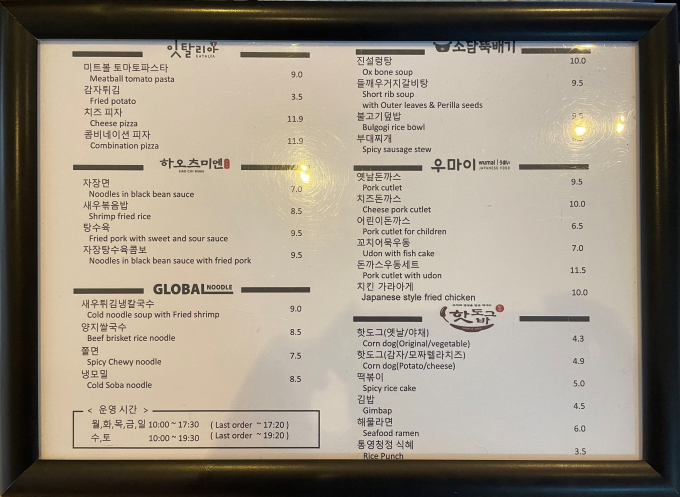 잇탈리아
EATALIA
미트볼 토마토파스타
Meatball tomato pasta 9.0
감자튀김
Fried potato 3.5
치즈 피자
Cheese pizza 11.9
콤비네이션 피자
Combination pizza 11.9
하오츠미엔
HAO CHI MIAN
자장면
Noodles in black bean sauce 7.0
새우볶음밥
Shrimp fried rice 8.5
탕수육
Fried pork with sweet and sour sauce 9.5
자장탕수육콤보
Noodles in black bean sauce with fried pork 9.5
GLOBAL NOODLE
새우튀김냉칼국수
Cold noodle soup with Fried shrimp 9.0
양지쌀국수
Beef brisket rice noodle 8.5
쫄면
Spicy Chewy noodle 7.5
냉모밀
Cold Soba noodle 8.5
< 운영 시간 >
월,화,목,금,일 10:00 ~ 17:30 ( Last order ~ 17:20 )
수,토 10:00 ~ 19:30 ( Last order ~ 19:20 )
소담뚝배기
진설렁탕 10.0
Ox bone soup
들깨우거지갈비탕 9.5
Short rib soup
with Outer leaves & Perilla seeds
불고기덮밥 9.5
Bulgogi rice bowl
부대찌개
Spicy sausage stew
우마이 wumai
JAPANESE FOOD
옛날돈까스 9.5
Pork cutlet
치즈돈까스 10.0
Cheese pork cutlet
어린이돈까스 6.5
Pork cutlet for children
꼬치어묵우동 7.0
Udon with fish cake
돈까스우동세트 11.5
Pork cutlet with udon
치킨 가라아게 10.0
Japanese style fried chicken
핫도그바
핫도그(옛날/야채) 4.3
Corn dog(Original/vegetable)
핫도그(감자/모짜렐라치즈) 4.9
Corn dog(Potato/cheese)
떡볶이 5.0
Spicy rice cake
김밥 4.5
Gimbap
해물라면 6.0
Seafood ramen
통영청정 식혜 3.5
Rice Punch